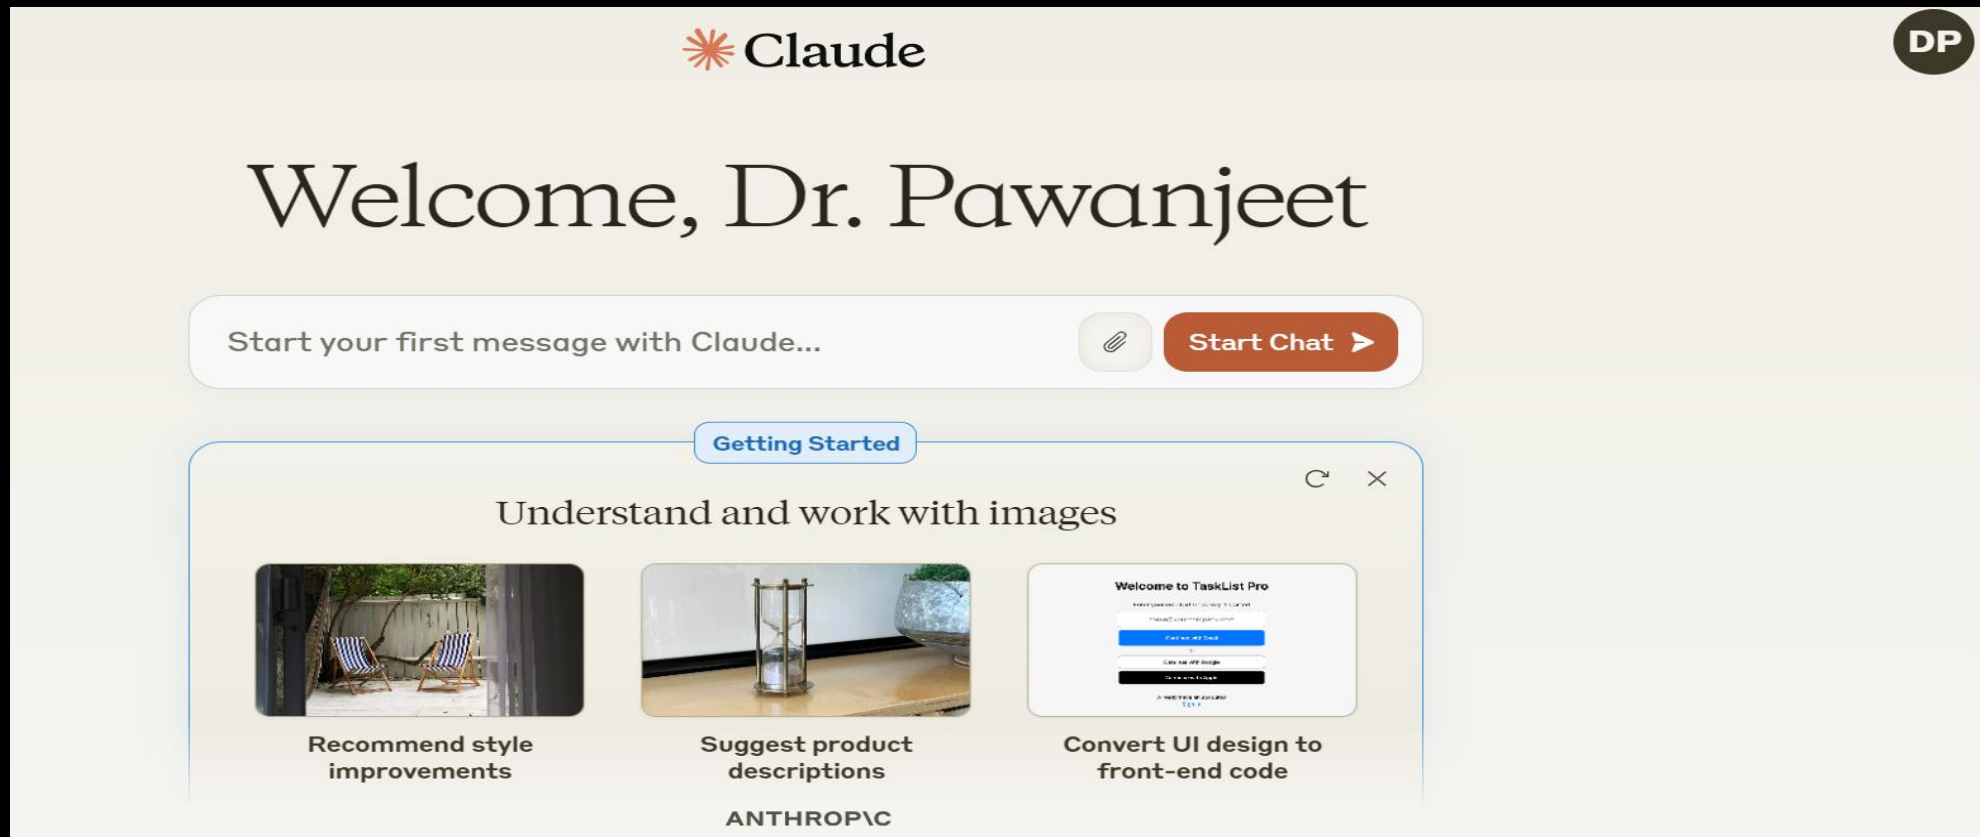 Claude
DP
Welcome, Dr. Pawanjeet
Start your first message with Claude...
Start Chat
Getting Started
Understand and work with images
Welcome to TaskList Pro
Recommend style
improvements
Suggest product
descriptions
Convert UI design to
front-end code
ANTHROP\C